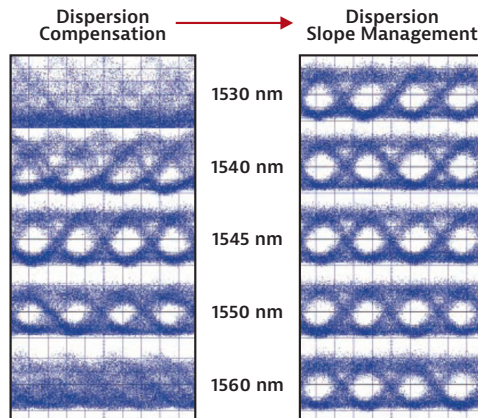 Dispersion
Compensation
Dispersion
Slope Management
1530 nm
1540 nm
1545 nm
1550 nm
1560 nm